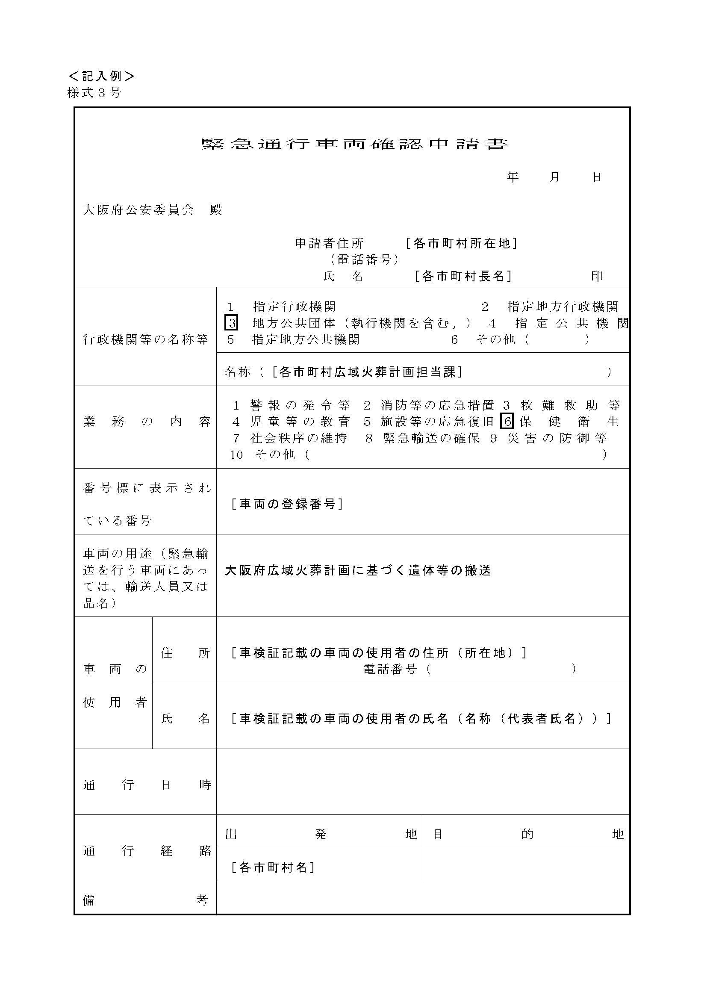 ＜記入例＞
様式３号
緊急通行車両確認申請書
年　　月　　日
大阪府公安委員会　殿
申請者住所　　　［各市町村所在地］
（電話番号）
氏　名　　　［各市町村長名］　　　　　印
行政機関等の名称等
1　指定行政機関　　　　　　　　　　2　指定地方行政機関
3　地方公共団体（執行機関を含む。）　4　指定公共機関
5　指定地方公共機関　　　　　　　6　その他（　　　　）
名称（［各市町村広域火葬計画担当課］　　　　　　　　　　）
業務の内容
1　警報の発令等　2　消防等の応急措置　3　救難救助等
4　児童等の教育　5　施設等の応急復旧　6　保健衛生
7　社会秩序の維持　8　緊急輸送の確保　9　災害の防御等
10　その他（　　　　　　　　　　　　　　　　　　　　　）
番号標に表示され
ている番号
［車両の登録番号］
車両の用途（緊急輸
送を行う車両にあっ
ては、輸送人員又は
品名）
大阪府広域火葬計画に基づく遺体等の搬送
車両の
使用者
住所
［車検証記載の車両の使用者の住所（所在地）］
電話番号（　　　　　　　　　　）
氏名
［車検証記載の車両の使用者の氏名（名称（代表者氏名））］
通行日時
通行経路
出発地　目的地
［各市町村名］
備考